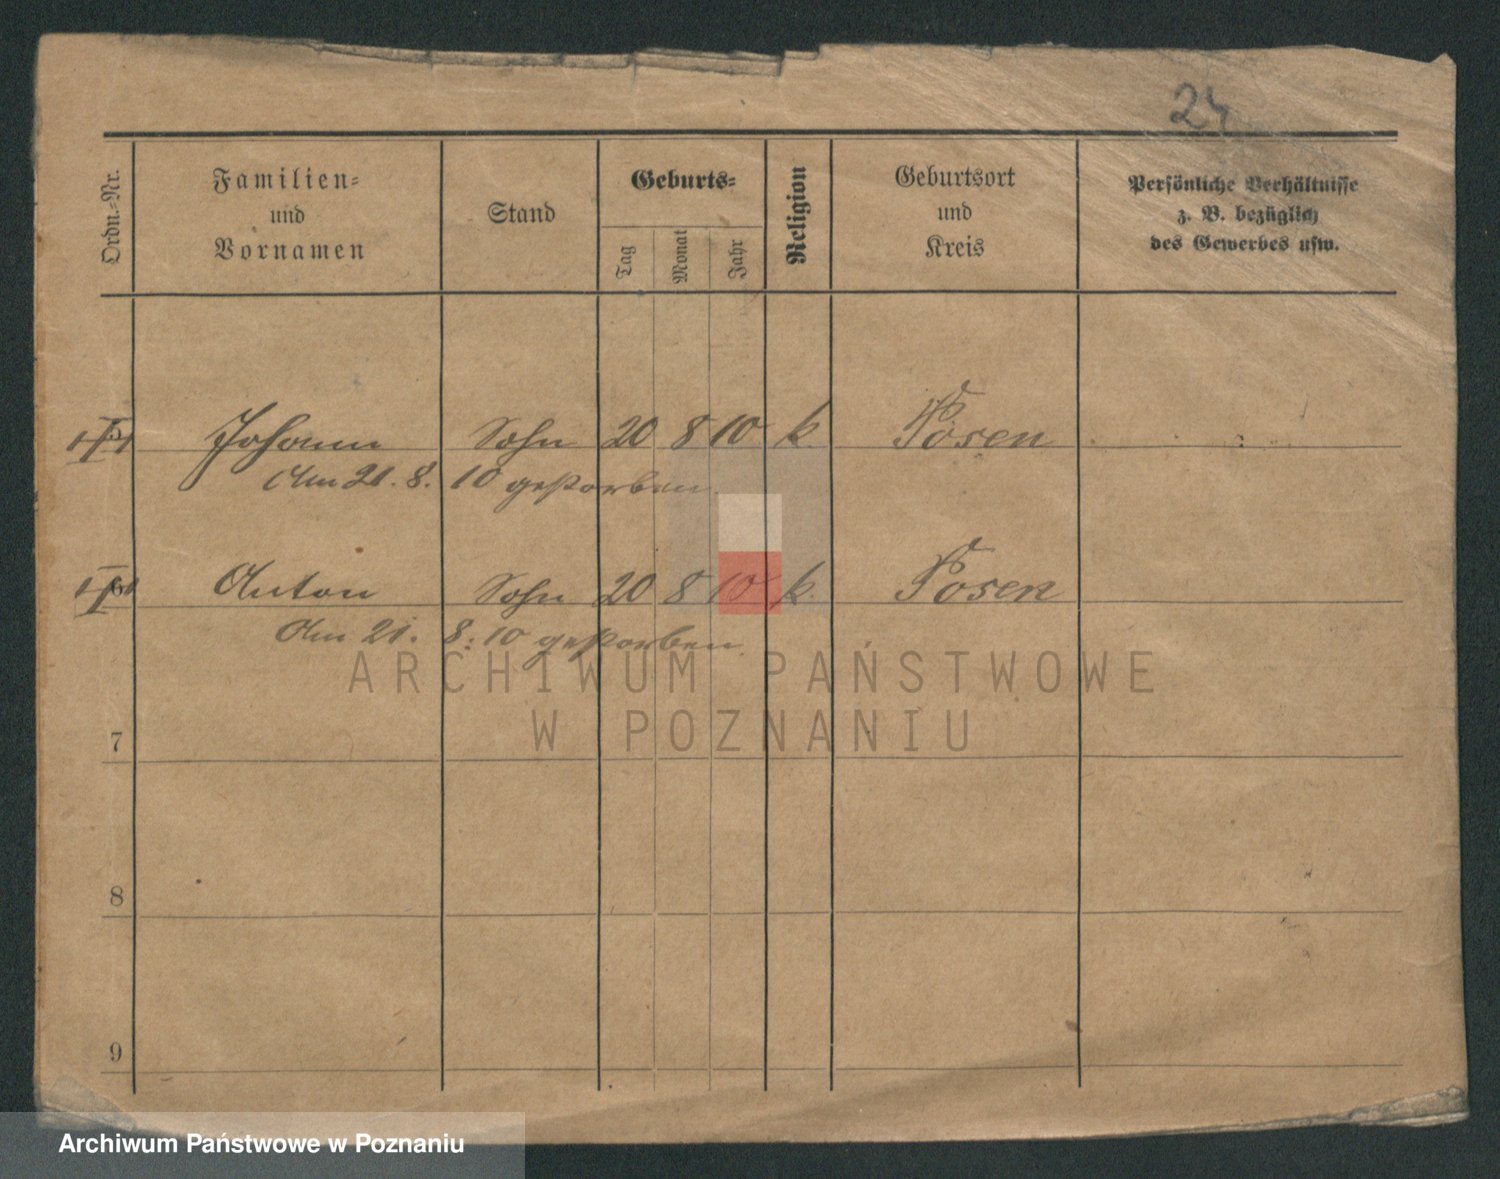 24
Ordn.-Nr.
Familien-
und
Vornamen
Stand
Geburts-
Tag
Monat
Jahr
Religion
Geburtsort
und
Kreis
Persönliche Verhältnisse
z. B. bezüglich
des Gewerbes usw.
5 Johann Sohn 20 8 10 k Posen
Am 21. 8. 10 gestorben.
6 Anton Sohn 20 8 10 k. Posen
Am 21. 8. 10 gestorben.
ARCHIWUM PAŃSTWOWE
W POZNANIU
7
8
9
Archiwum Państwowe w Poznaniu